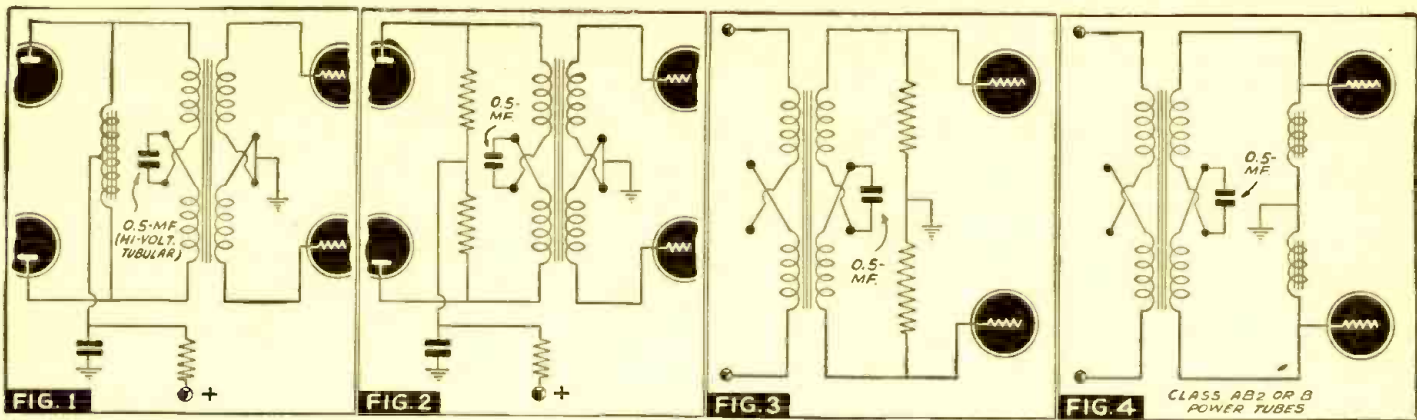 0.5-MF
(HI-VOLT.
TUBULAR)
+
FIG. 1
0.5-
MF.
+
FIG. 2
0.5-
MF.
FIG. 3
0.5-
MF.
CLASS AB2 OR B
POWER TUBES
FIG. 4